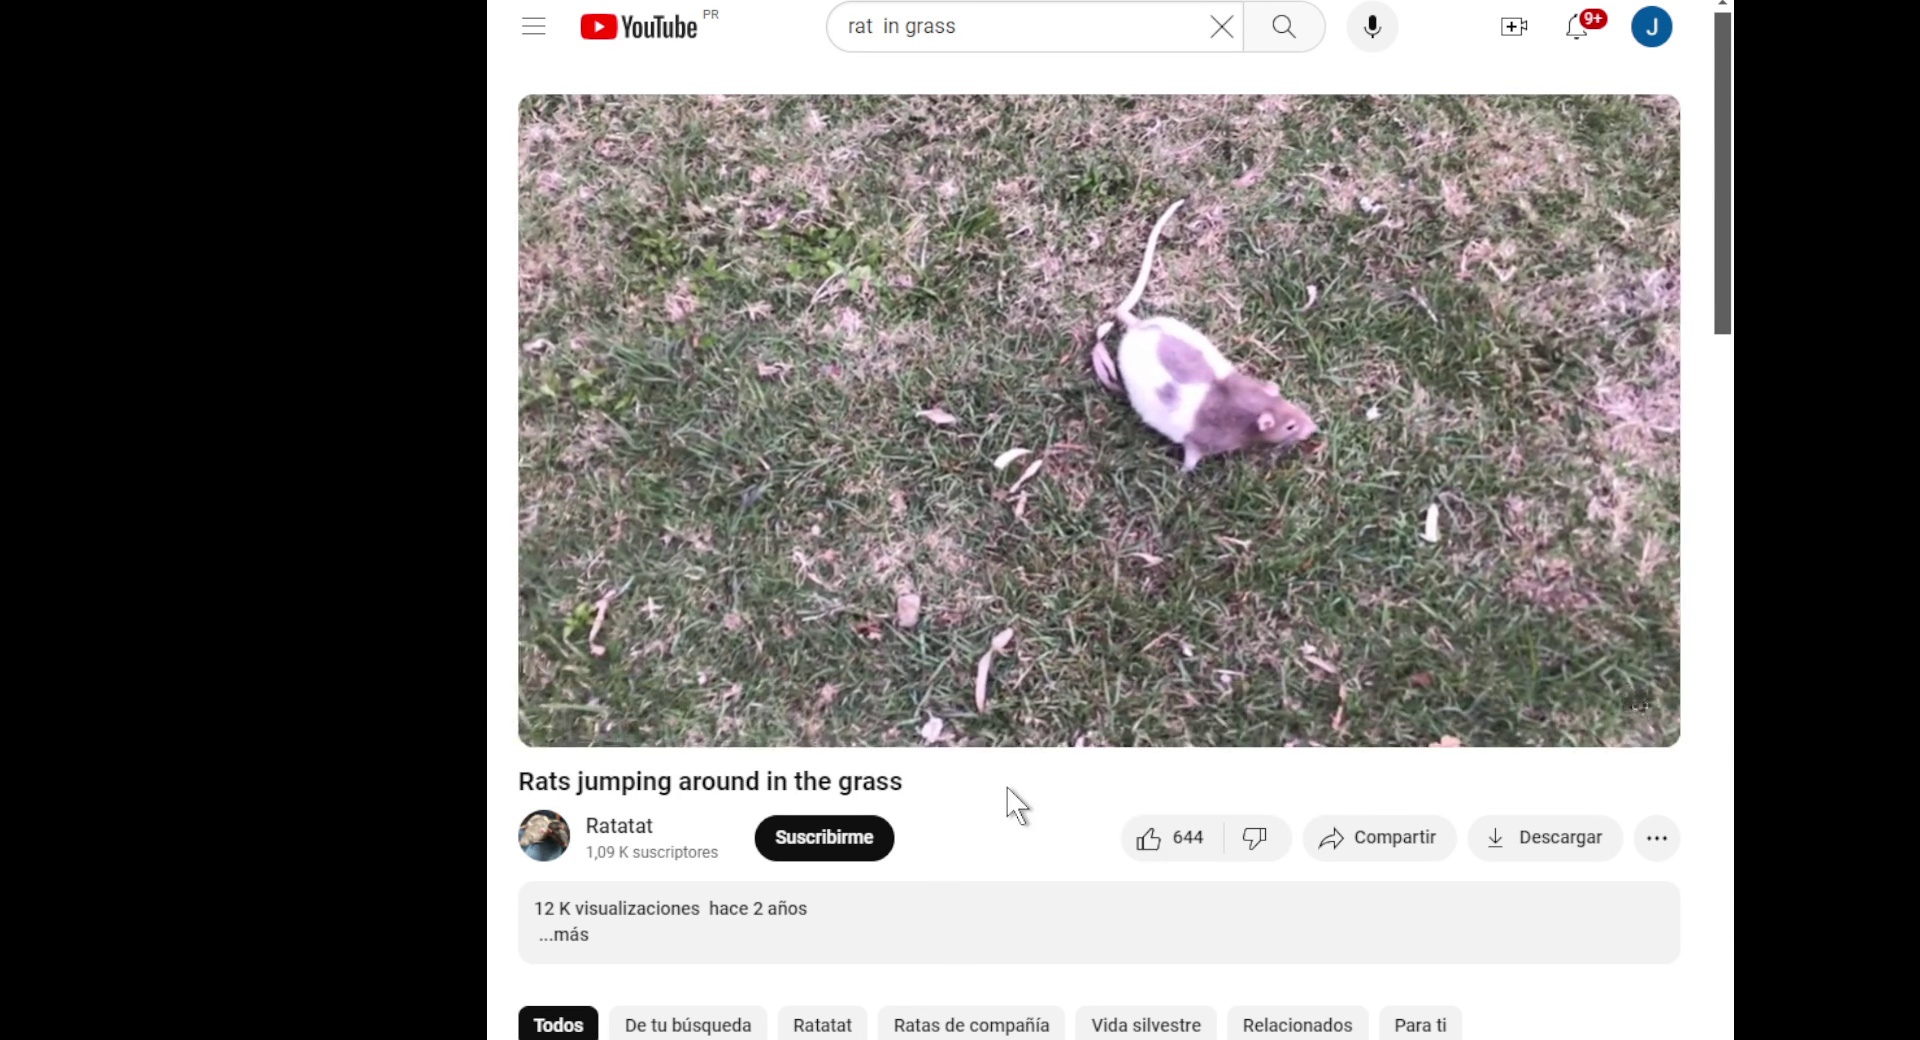 YouTube PR
rat  in grass
9+
J
Rats jumping around in the grass
Ratatat
1,09 K suscriptores
Suscribirme
644
Compartir
Descargar
12 K visualizaciones  hace 2 años
...más
Todos
De tu búsqueda
Ratatat
Ratas de compañía
Vida silvestre
Relacionados
Para ti